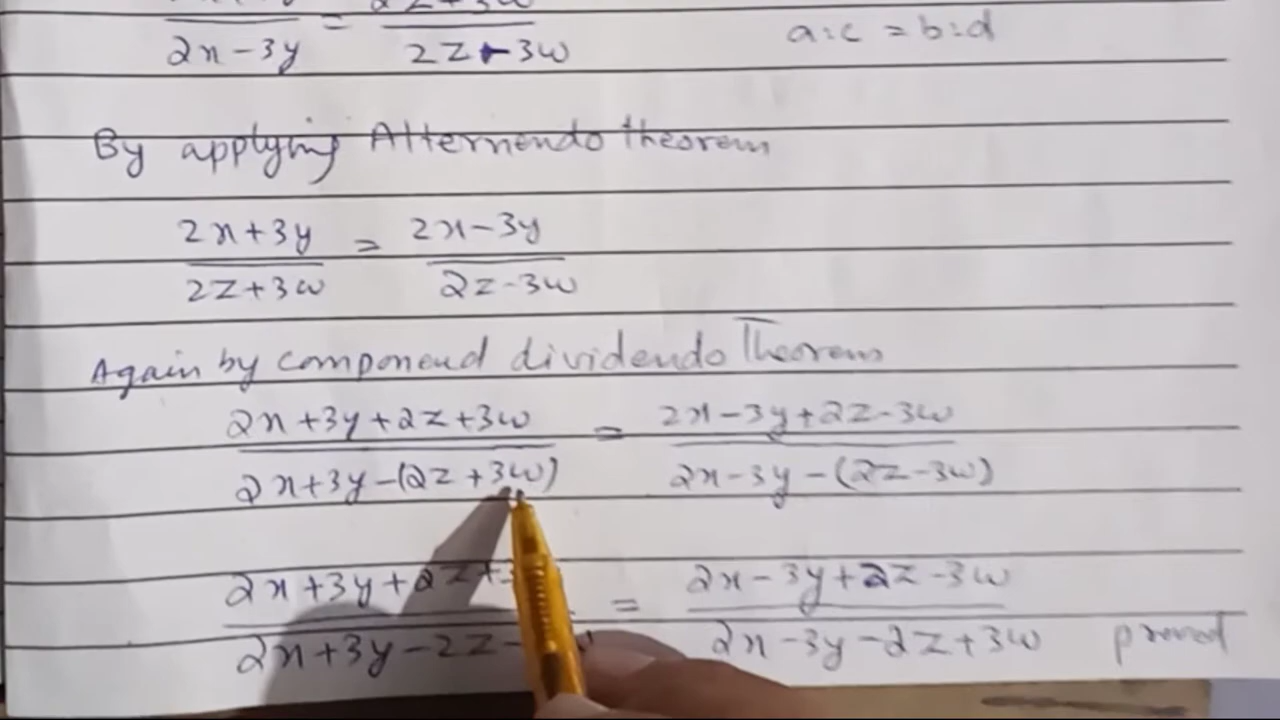 2x-3y = 2z-3w
a:c = b:d
By applying Alternendo theorem
2x+3y/2z+3w = 2x-3y/2z-3w
Again by componend dividendo Theorem
2x+3y+2z+3w/2x+3y-(2z+3w) = 2x-3y+2z-3w/2x-3y-(2z-3w)
2x+3y+2z+ = 2x-3y+2z-3w
2x+3y-2z- 2x-3y-2z+3w proved